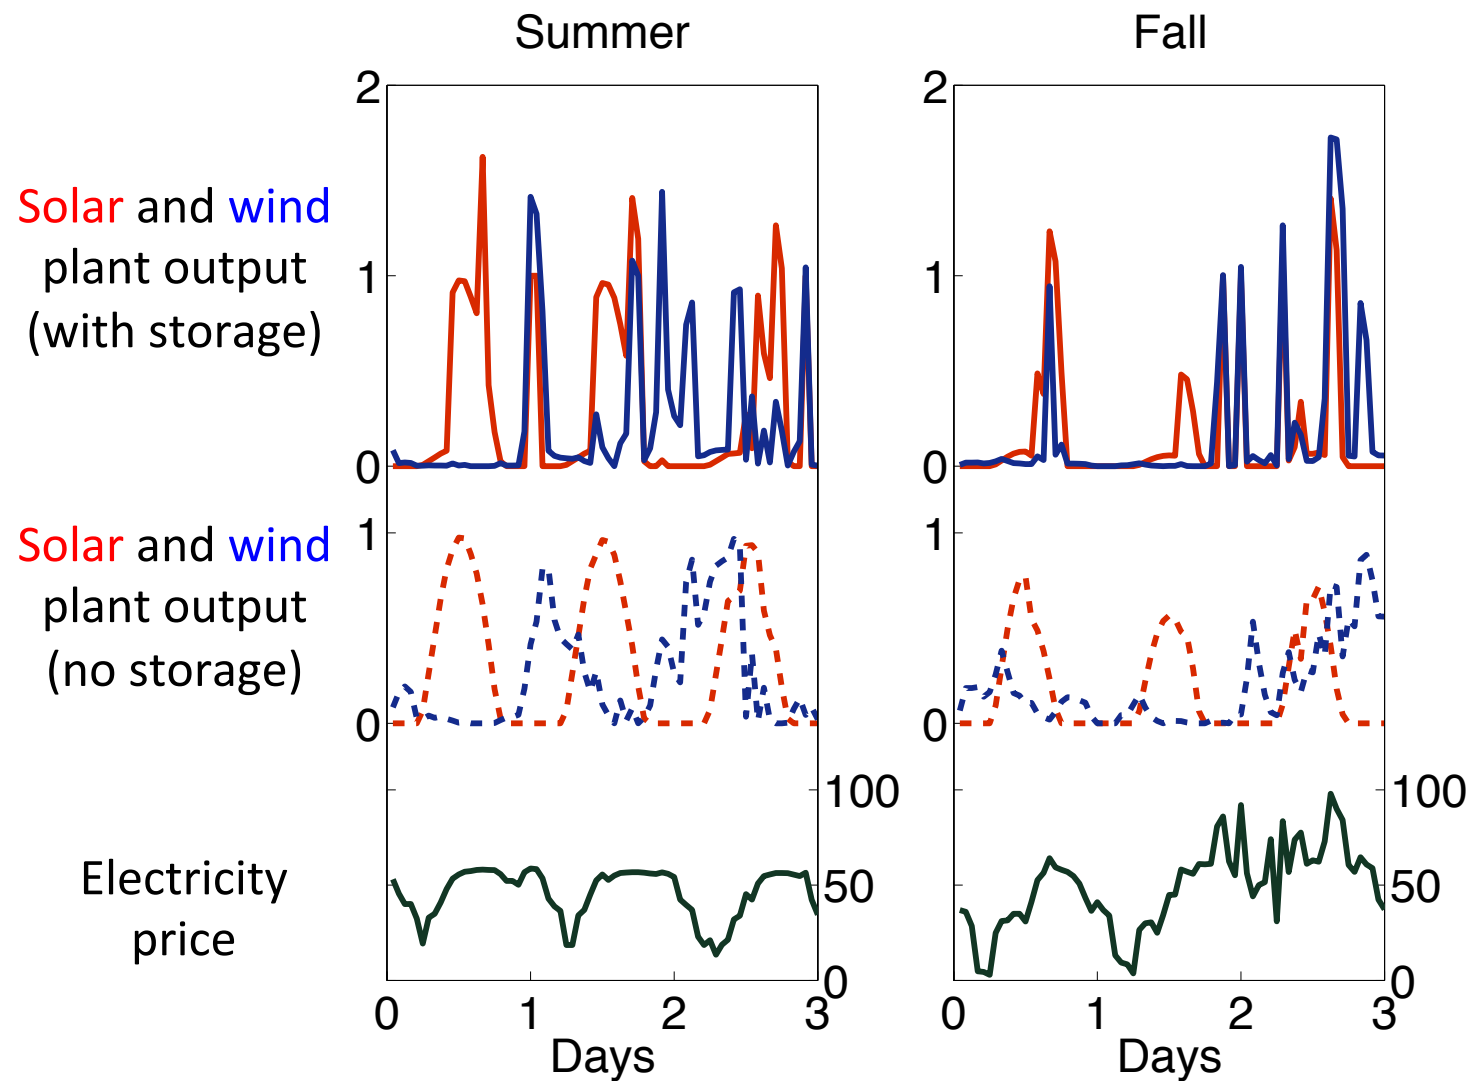 Summer
Fall
Solar and wind
plant output
(with storage)
2
1
0
2
1
0
Solar and wind
plant output
(no storage)
1
0
1
0
Electricity
price
100
50
0
100
50
0
0 1 2 3
Days
0 1 2 3
Days